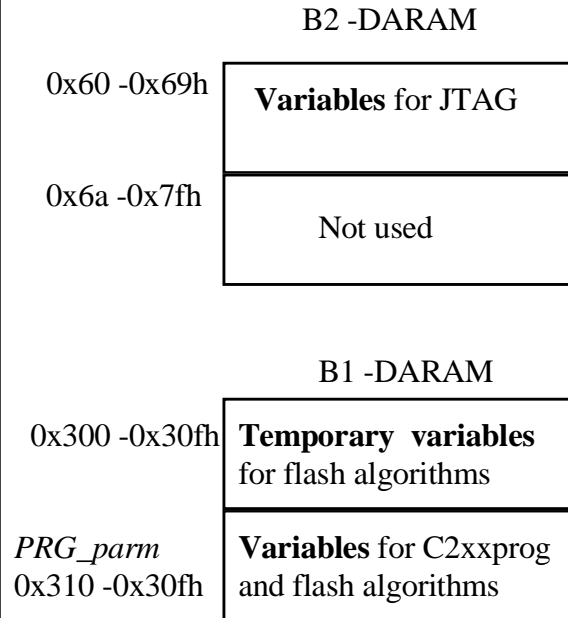 B2 -DARAM
0x60 -0x69h
Variables for JTAG
0x6a -0x7fh
Not used
B1 -DARAM
0x300 -0x30fh
Temporary variables
for flash algorithms
PRG_parm
0x310 -0x30fh
Variables for C2xxprog
and flash algorithms